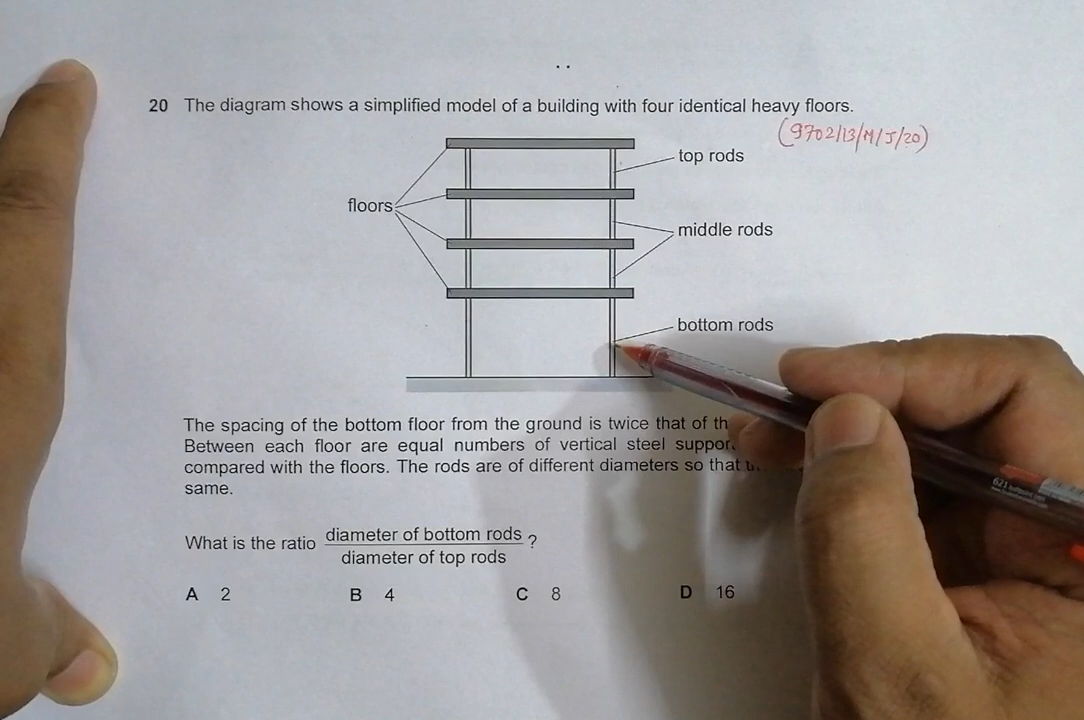 20 The diagram shows a simplified model of a building with four identical heavy floors.
(9702/13/M/J/20)
top rods
floors
middle rods
bottom rods
The spacing of the bottom floor from the ground is twice that of
Between each floor are equal numbers of vertical steel
compared with the floors. The rods are of different diameters so that
same.
What is the ratio diameter of bottom rods ?
diameter of top rods
A 2 B 4 C 8 D 16